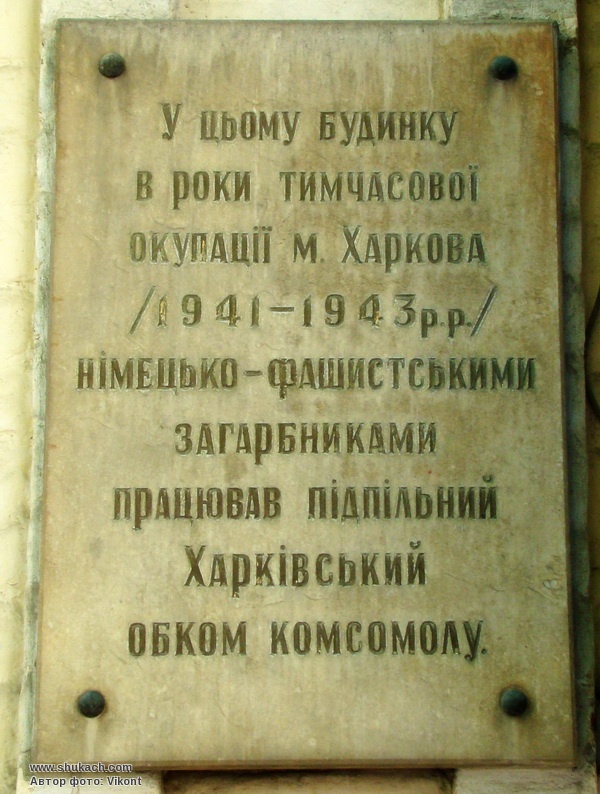 У цьому будинку
в роки тимчасової
окупації м. Харкова
/1941-1943р.р./
німецько-фашистськими
загарбниками
працював підпільний
Харківський
обком комсомолу.
www.shukach.com
Автор фото: Vikont